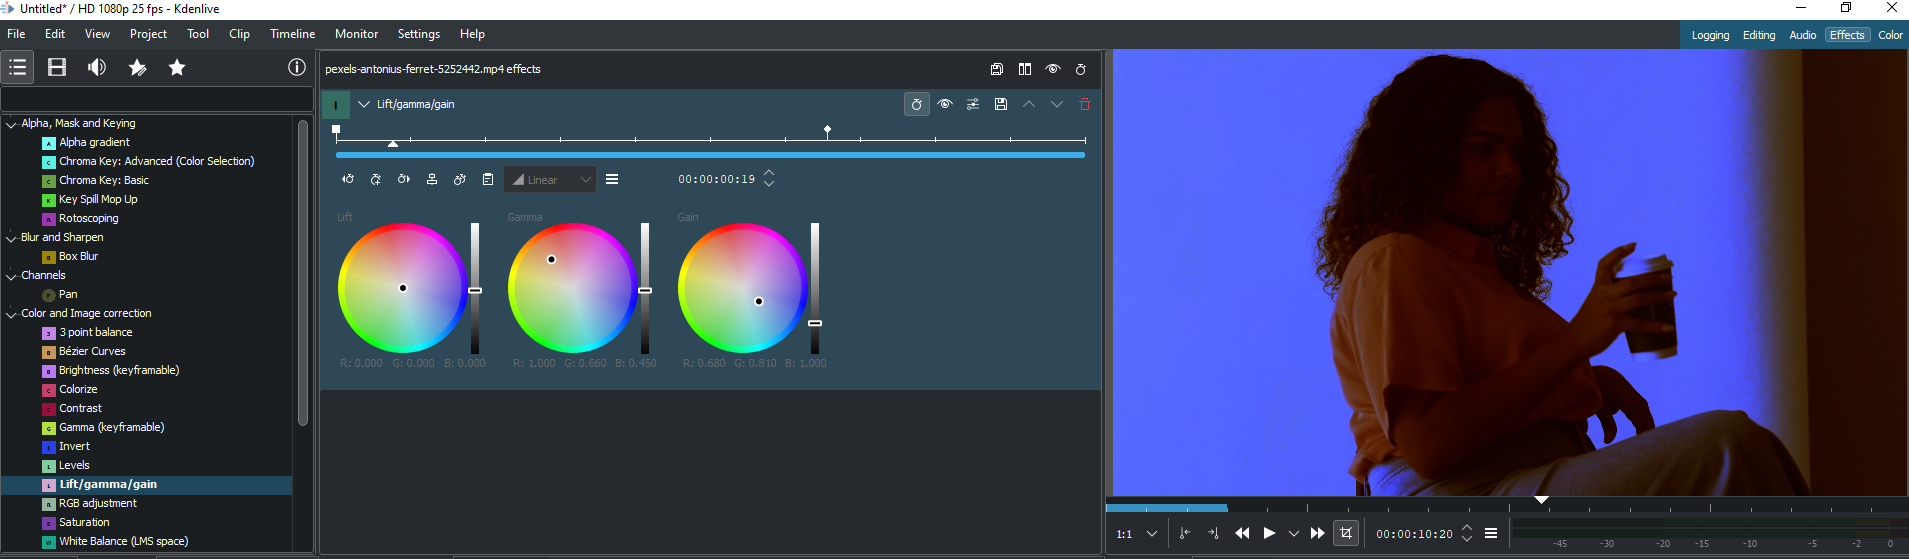 Untitled* / HD 1080p 25 fps - Kdenlive
File Edit View Project Tool Clip Timeline Monitor Settings Help
Logging Editing Audio Effects Color
pexels-antonius-ferret-5252442.mp4 effects
Lift/gamma/gain
Alpha, Mask and Keying
Alpha gradient
Chroma Key: Advanced (Color Selection)
Chroma Key: Basic
Key Spill Mop Up
Rotoscoping
Blur and Sharpen
Box Blur
Channels
Pan
Color and Image correction
3 point balance
Bézier Curves
Brightness (keyframable)
Colorize
Contrast
Gamma (keyframable)
Invert
Levels
Lift/gamma/gain
RGB adjustment
Saturation
White Balance (LMS space)
Linear
00:00:00:19
Lift Gamma Gain
R: 0.000 G: 0.000 B: 0.000 R: 1.000 G: 0.660 B: 0.450 R: 0.680 G: 0.810 B: 1.000
1:1
00:00:10:20
-45 -30 -20 -15 -10 -5 -2 0